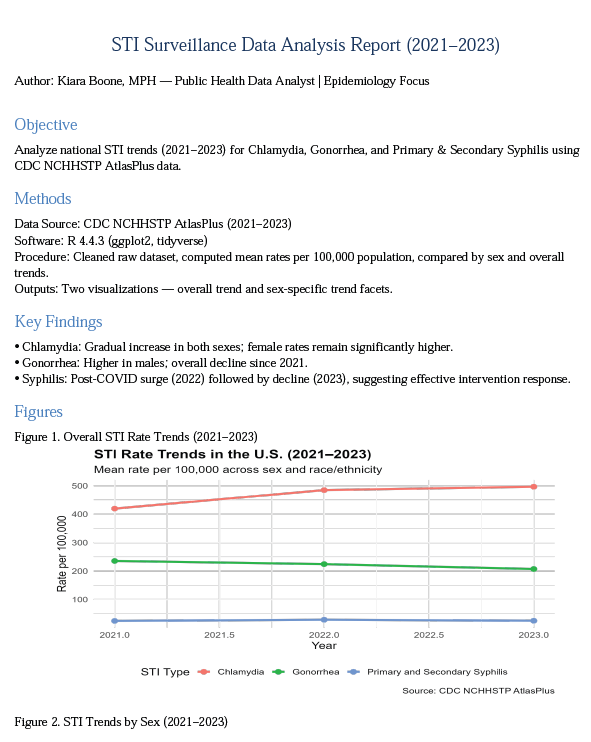 STI Surveillance Data Analysis Report (2021–2023)
Author: Kiara Boone, MPH — Public Health Data Analyst | Epidemiology Focus
Objective
Analyze national STI trends (2021–2023) for Chlamydia, Gonorrhea, and Primary & Secondary Syphilis using
CDC NCHHSTP AtlasPlus data.
Methods
Data Source: CDC NCHHSTP AtlasPlus (2021–2023)
Software: R 4.4.3 (ggplot2, tidyverse)
Procedure: Cleaned raw dataset, computed mean rates per 100,000 population, compared by sex and overall
trends.
Outputs: Two visualizations — overall trend and sex-specific trend facets.
Key Findings
• Chlamydia: Gradual increase in both sexes; female rates remain significantly higher.
• Gonorrhea: Higher in males; overall decline since 2021.
• Syphilis: Post-COVID surge (2022) followed by decline (2023), suggesting effective intervention response.
Figures
Figure 1. Overall STI Rate Trends (2021–2023)
STI Rate Trends in the U.S. (2021–2023)
Mean rate per 100,000 across sex and race/ethnicity
Rate per 100,000
500
400
300
200
100
2021.0 2021.5 2022.0 2022.5 2023.0
Year
STI Type Chlamydia Gonorrhea Primary and Secondary Syphilis
Source: CDC NCHHSTP AtlasPlus
Figure 2. STI Trends by Sex (2021–2023)